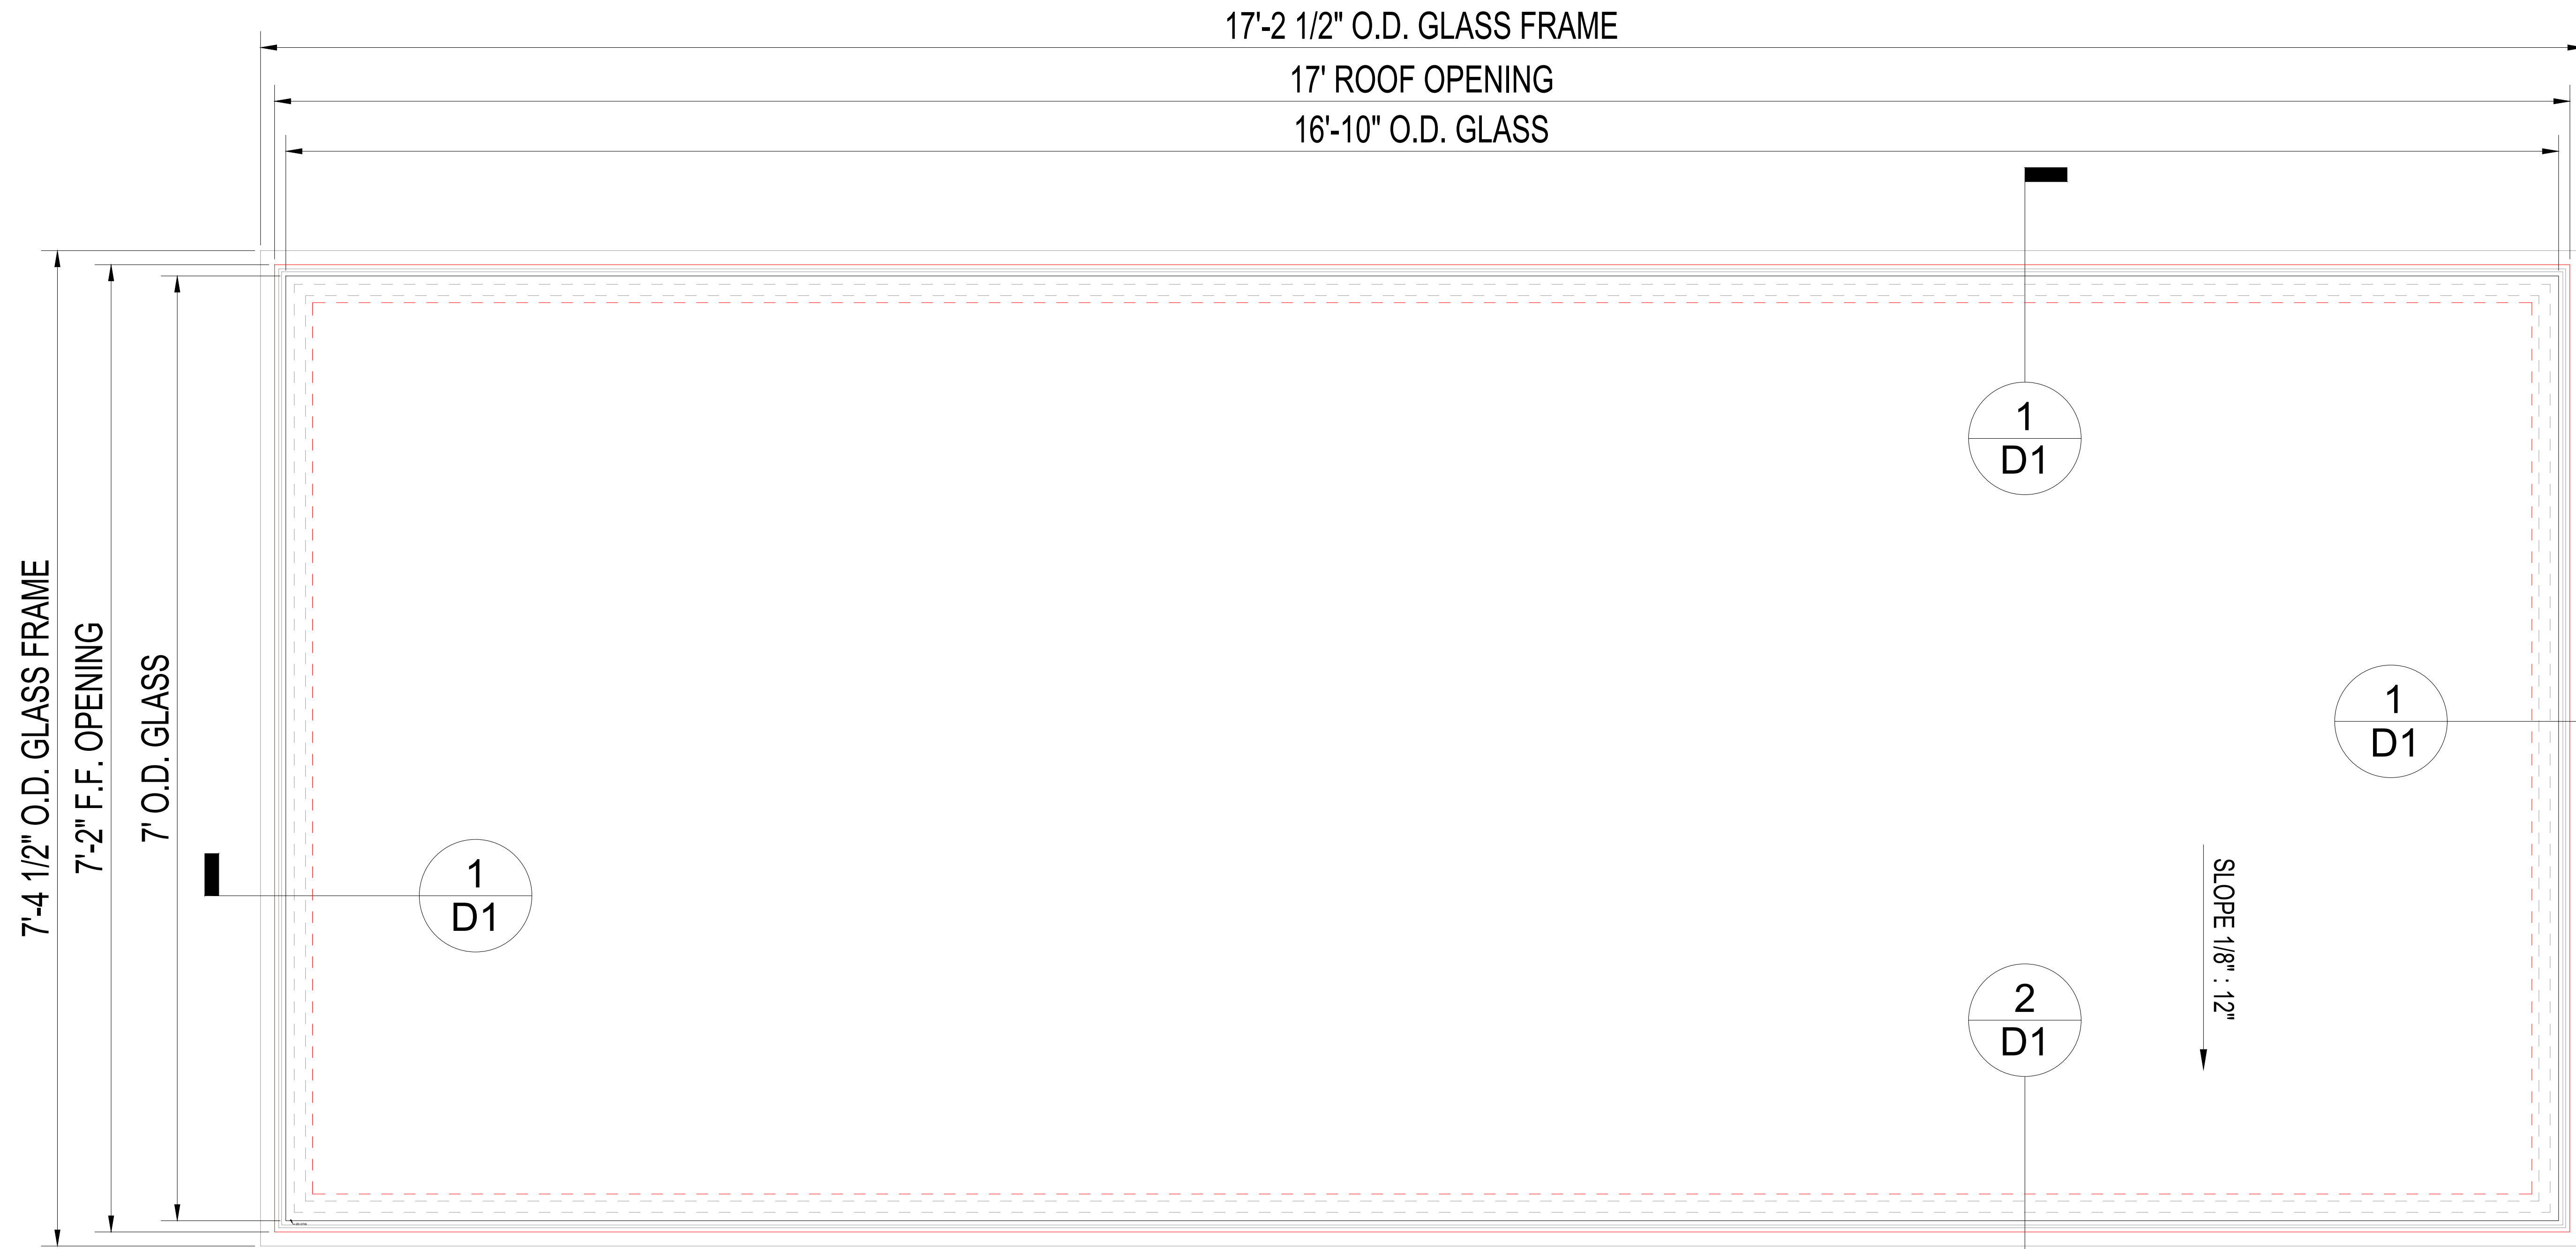 17'-2 1/2" O.D. GLASS FRAME
17' ROOF OPENING
16'-10" O.D. GLASS
7'-4 1/2" O.D. GLASS FRAME
7'-2" F.F. OPENING
7' O.D. GLASS
1
D1
1
D1
1
D1
2
D1
SLOPE 1/8" : 12"